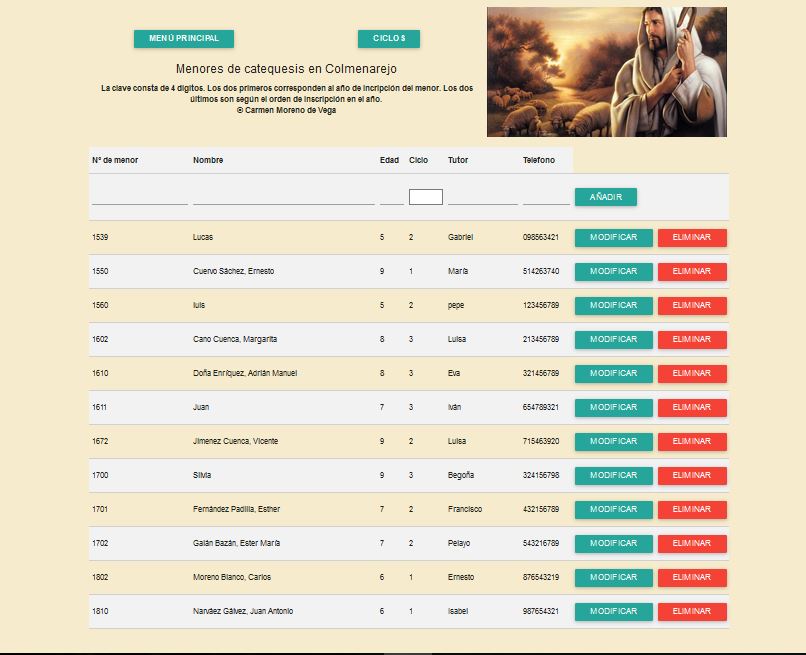 MENÚ PRINCIPAL CICLOS
Menores de catequesis en Colmenarejo
La clave consta de 4 dígitos. Los dos primeros corresponden al año de incripción del menor. Los dos
últimos son según el orden de inscripción en el año.
© Carmen Moreno de Vega
Nº de menor Nombre Edad Ciclo Tutor Telefono
AÑADIR
1539 Lucas 5 2 Gabriel 098563421 MODIFICAR ELIMINAR
1550 Cuervo Sáchez, Ernesto 9 1 María 514263740 MODIFICAR ELIMINAR
1560 luis 5 2 pepe 123456789 MODIFICAR ELIMINAR
1602 Cano Cuenca, Margarita 8 3 Luisa 213456789 MODIFICAR ELIMINAR
1610 Doña Enríquez, Adrián Manuel 8 3 Eva 321456789 MODIFICAR ELIMINAR
1611 Juan 7 3 Iván 654789321 MODIFICAR ELIMINAR
1672 Jimenez Cuenca, Vicente 9 2 Luisa 715463920 MODIFICAR ELIMINAR
1700 Silvia 9 3 Begoña 324156798 MODIFICAR ELIMINAR
1701 Fernández Padilla, Esther 7 2 Francisco 432156789 MODIFICAR ELIMINAR
1702 Galán Bazán, Ester María 7 2 Pelayo 543216789 MODIFICAR ELIMINAR
1802 Moreno Blanco, Carlos 6 1 Ernesto 876543219 MODIFICAR ELIMINAR
1810 Narváez Gálvez, Juan Antonio 6 1 Isabel 987654321 MODIFICAR ELIMINAR